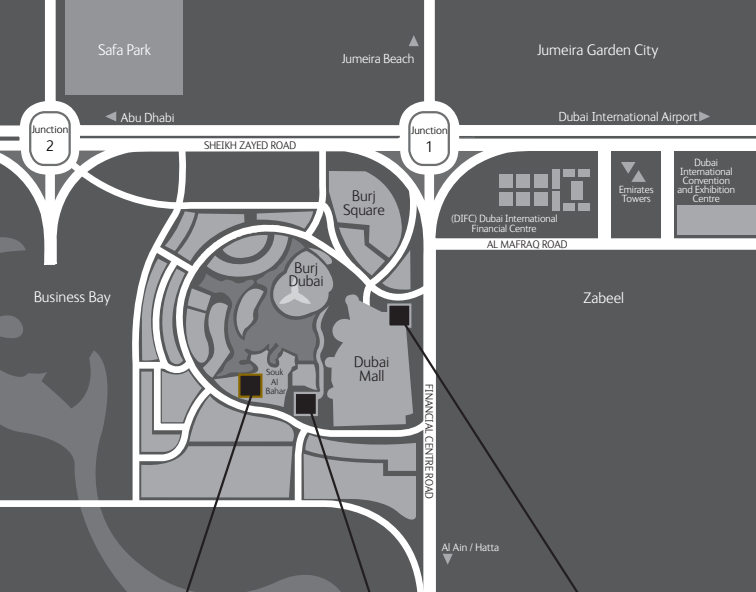 Safa Park
Jumeira Beach
Jumeira Garden City
Abu Dhabi
Dubai International Airport
Junction
2
Junction
1
SHEIKH ZAYED ROAD
Dubai
International
Convention
and Exhibition
Centre
Emirates
Towers
Burj
Square
(DIFC) Dubai International
Financial Centre
AL MAFRAQ ROAD
Burj
Dubai
Business Bay
Zabeel
Dubai
Mall
Souk
Al
Bahar
FINANCIAL CENTRE ROAD
Al Ain / Hatta